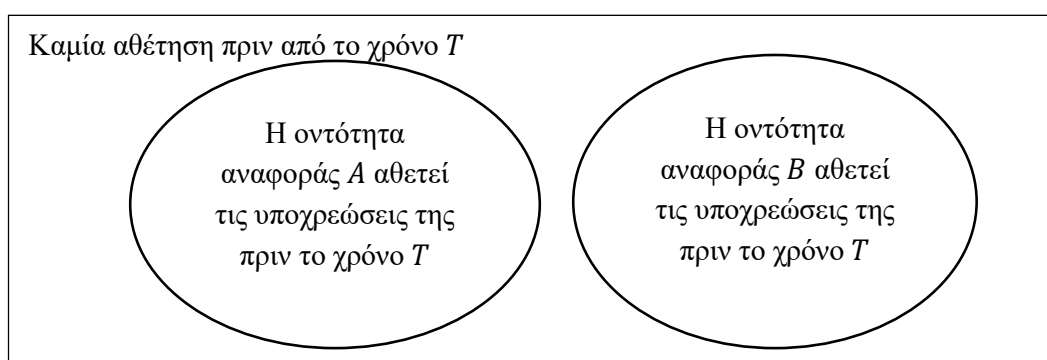 Καμία αθέτηση πριν από το χρόνο T
Η οντότητα
αναφοράς A αθετεί
τις υποχρεώσεις της
πριν το χρόνο T
Η οντότητα
αναφοράς B αθετεί
τις υποχρεώσεις της
πριν το χρόνο T